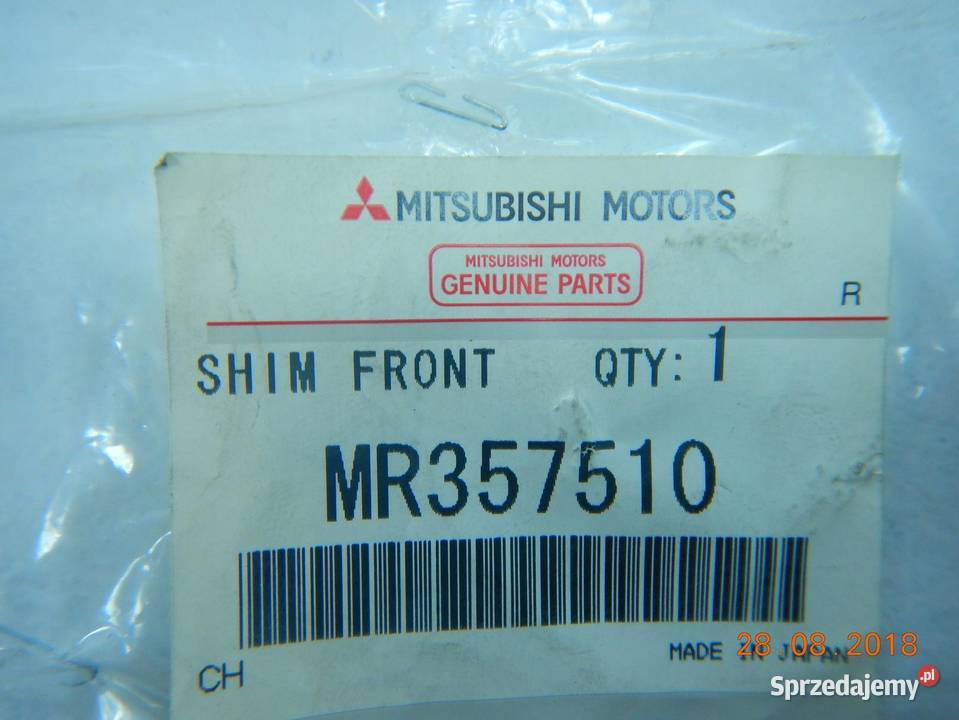 MITSUBISHI MOTORS
MITSUBISHI MOTORS
GENUINE PARTS
R
SHIM FRONT QTY: 1
MR357510
MADE IN JAPAN
28.08.2018
CH
Sprzedajemy.pl